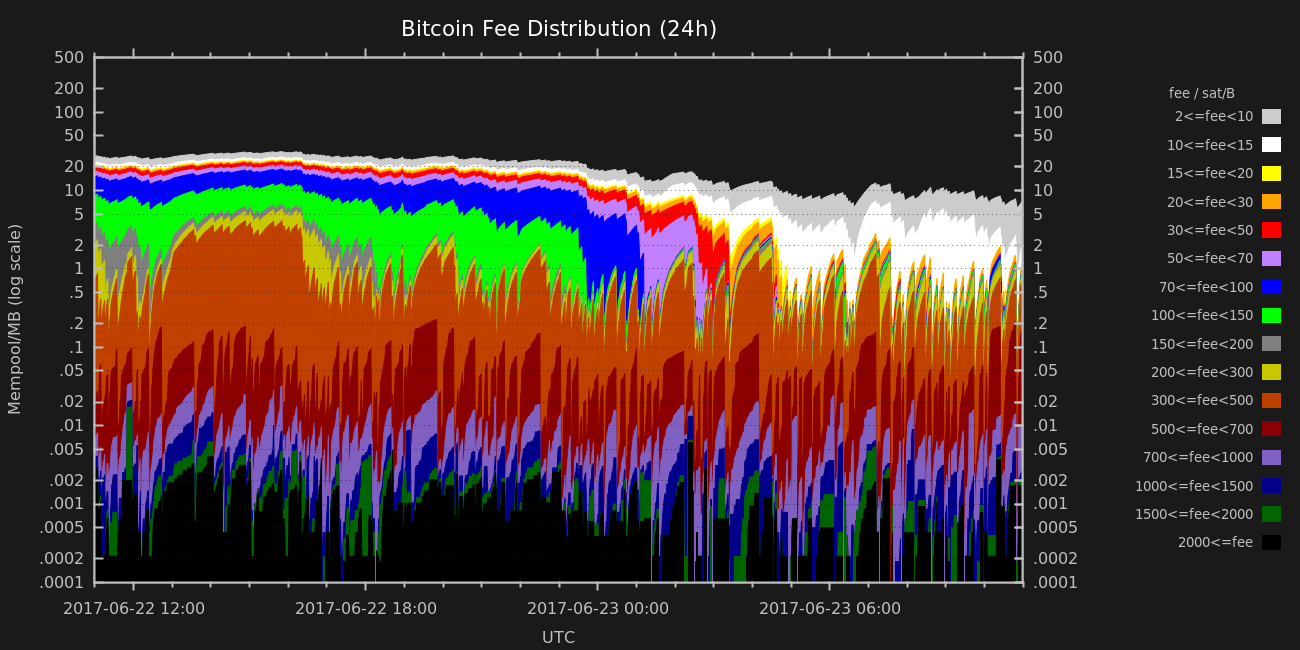 Bitcoin Fee Distribution (24h)
Mempool/MB (log scale)
500
200
100
50
20
10
5
2
1
.5
.2
.1
.05
.02
.01
.005
.002
.001
.0005
.0002
.0001
500
200
100
50
20
10
5
2
1
.5
.2
.1
.05
.02
.01
.005
.002
.001
.0005
.0002
.0001
2017-06-22 12:00
2017-06-22 18:00
2017-06-23 00:00
2017-06-23 06:00
UTC
fee / sat/B
2<=fee<10
10<=fee<15
15<=fee<20
20<=fee<30
30<=fee<50
50<=fee<70
70<=fee<100
100<=fee<150
150<=fee<200
200<=fee<300
300<=fee<500
500<=fee<700
700<=fee<1000
1000<=fee<1500
1500<=fee<2000
2000<=fee